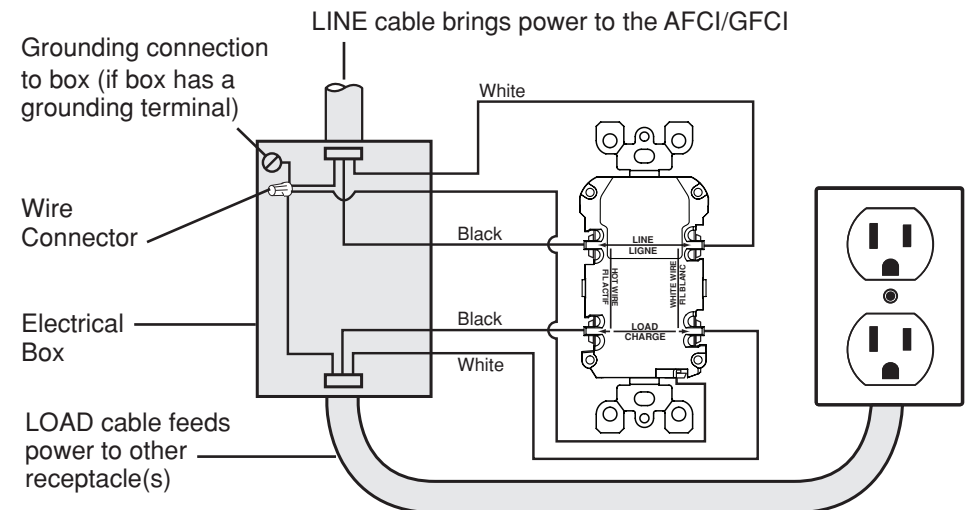 LINE cable brings power to the AFCI/GFCI
Grounding connection
to box (if box has a
grounding terminal)
White
Wire
Connector
Black
LINE
LIGNE
HOT WIRE
FIL ACTIF
WHITE WIRE
FIL BLANC
Electrical
Box
Black
LOAD
CHARGE
White
LOAD cable feeds
power to other
receptacle(s)